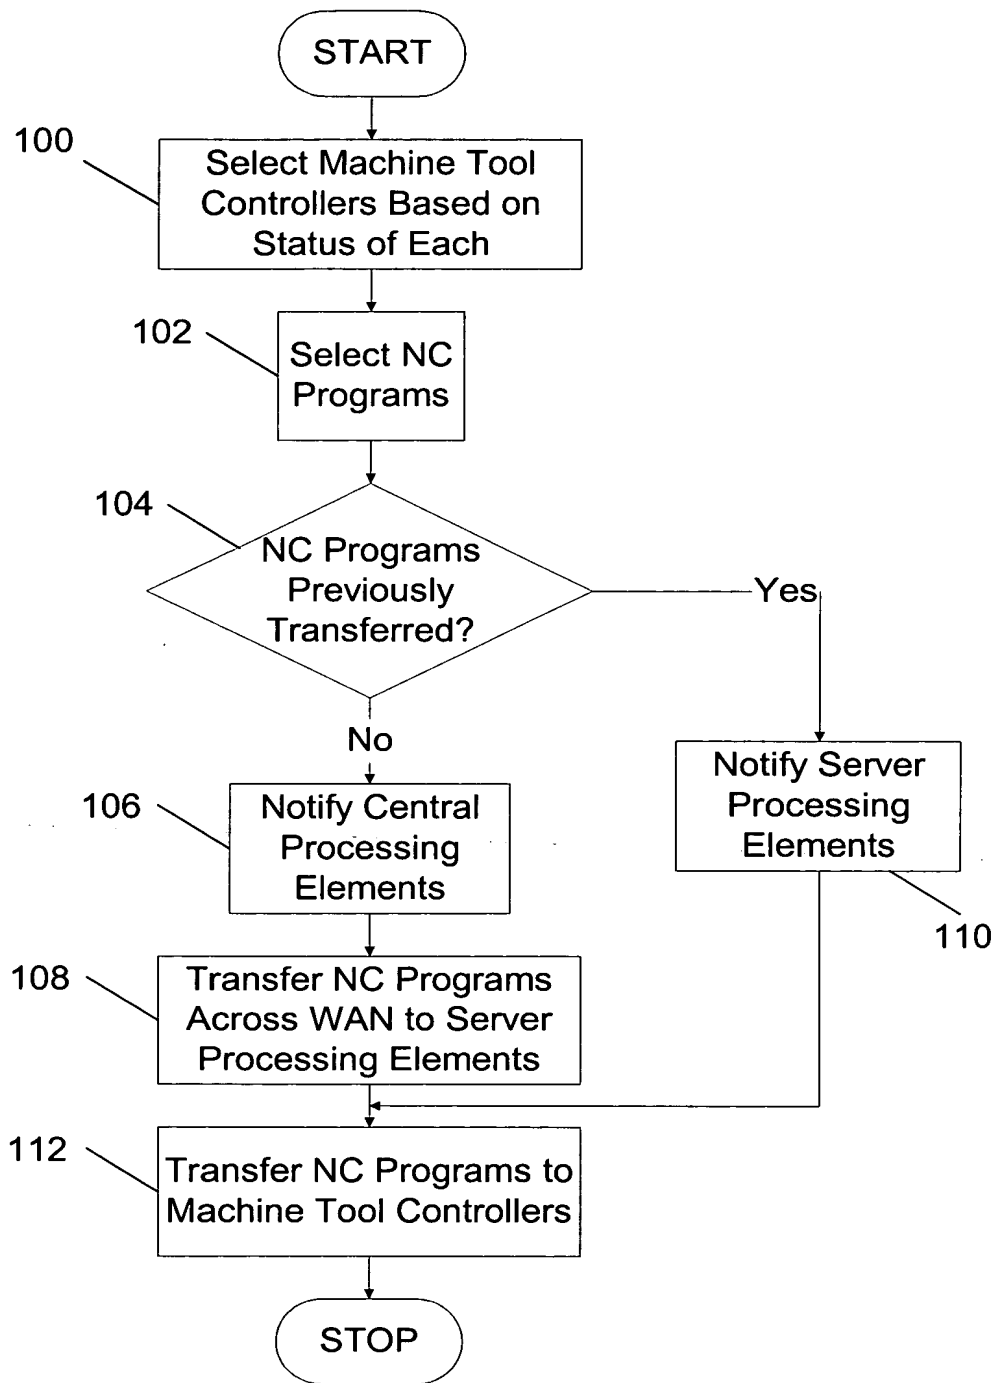 START
100
Select Machine Tool
Controllers Based on
Status of Each
102
Select NC
Programs
104
NC Programs
Previously
Transferred?
Yes
No
106
Notify Central
Processing
Elements
Notify Server
Processing
Elements
110
108
Transfer NC Programs
Across WAN to Server
Processing Elements
112
Transfer NC Programs to
Machine Tool Controllers
STOP